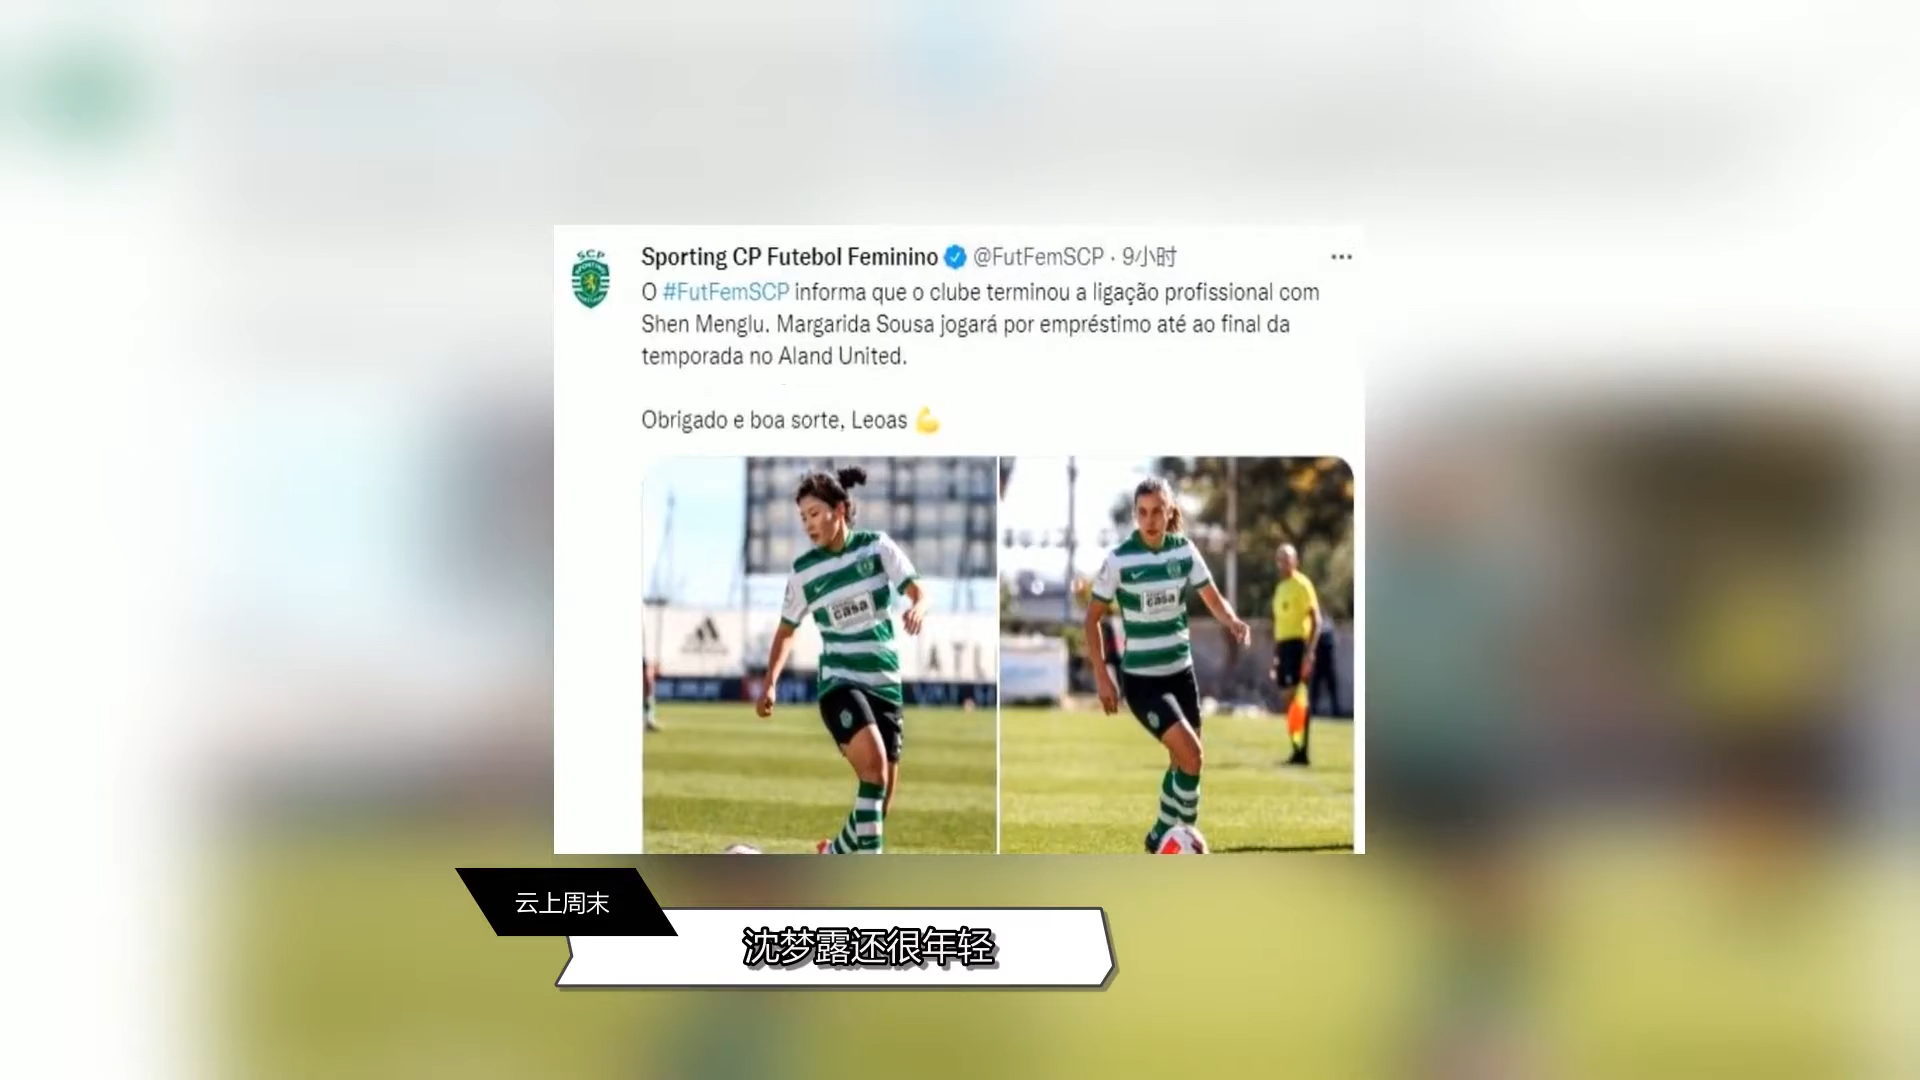 Sporting CP Futebol Feminino @FutFemSCP · 9小时
O #FutFemSCP informa que o clube terminou a ligação profissional com
Shen Menglu. Margarida Sousa jogará por empréstimo até ao final da
temporada no Aland United.
Obrigado e boa sorte, Leoas
SCP
casa
casa
ATL
云上周末
沈梦露还很年轻